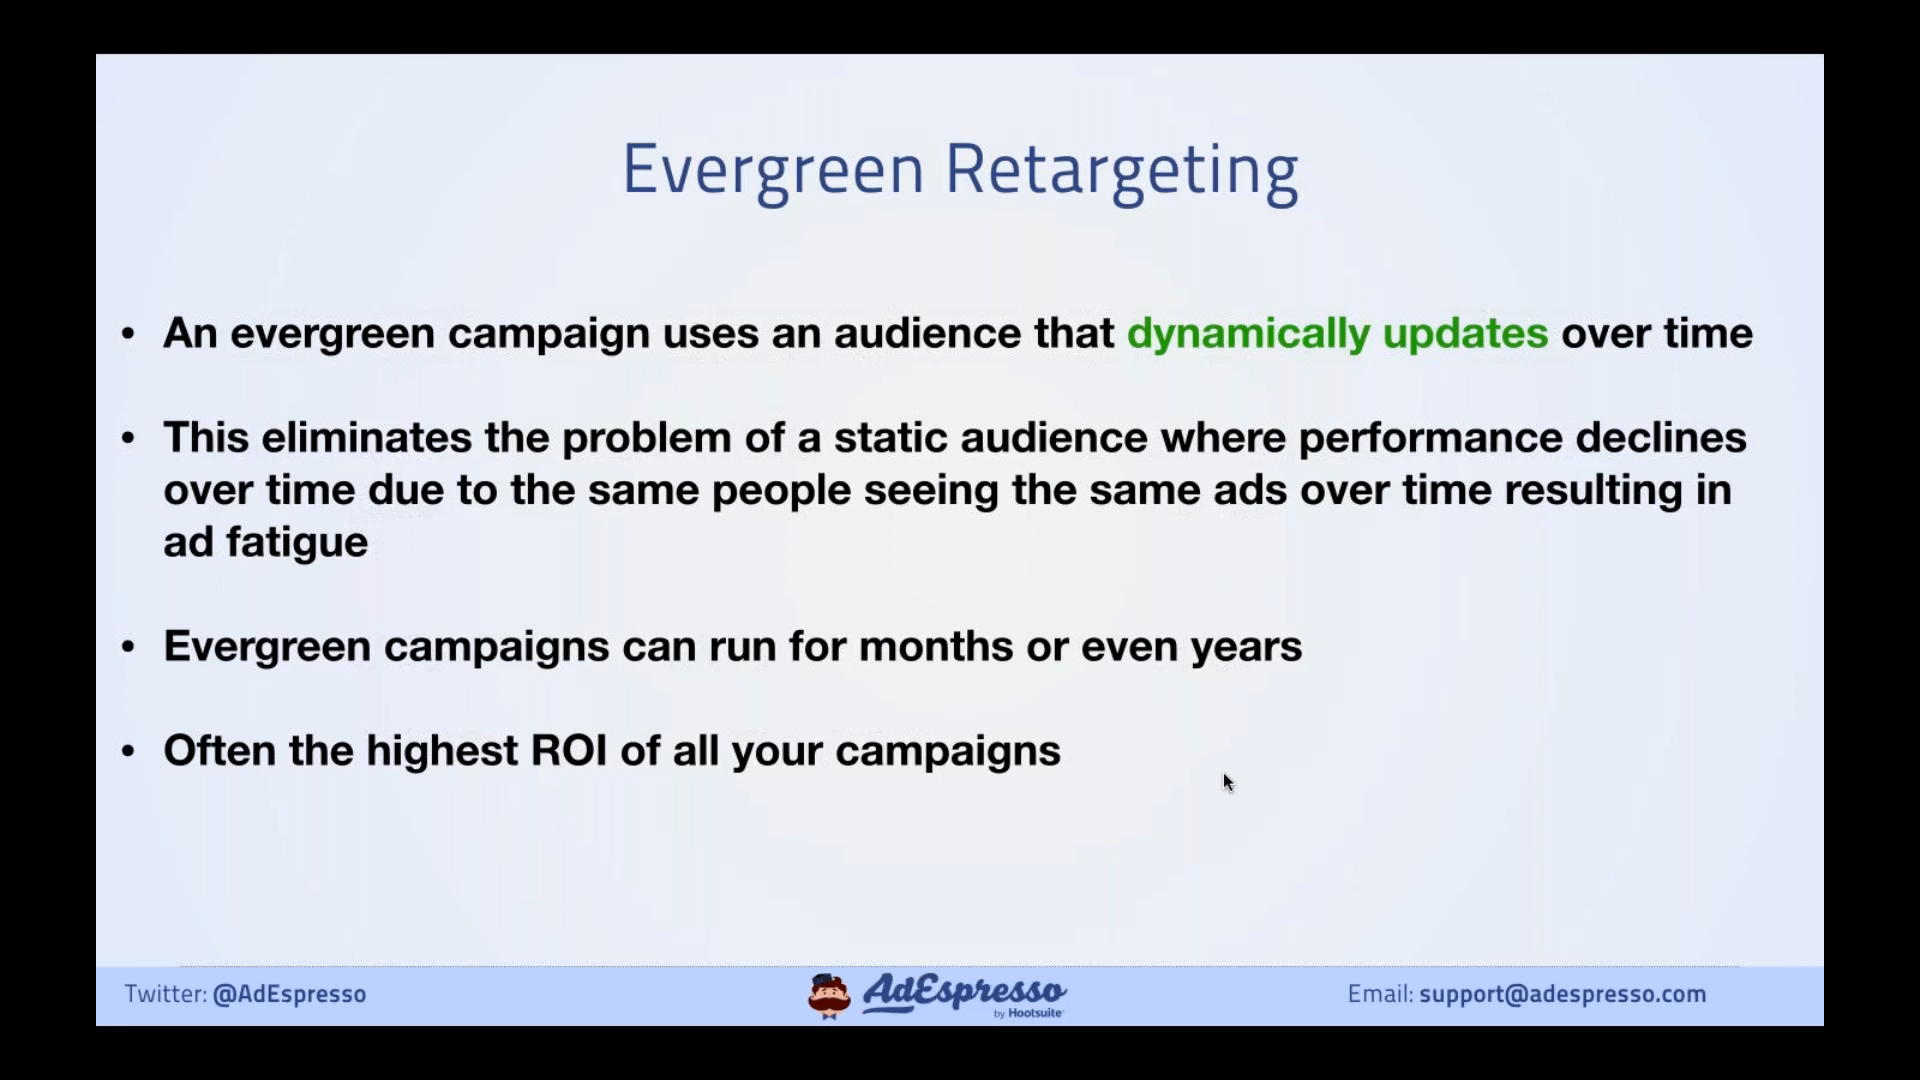 Evergreen Retargeting
• An evergreen campaign uses an audience that dynamically updates over time
• This eliminates the problem of a static audience where performance declines
over time due to the same people seeing the same ads over time resulting in
ad fatigue
• Evergreen campaigns can run for months or even years
• Often the highest ROI of all your campaigns
Twitter: @AdEspresso
AdEspresso
by Hootsuite
Email: support@adespresso.com